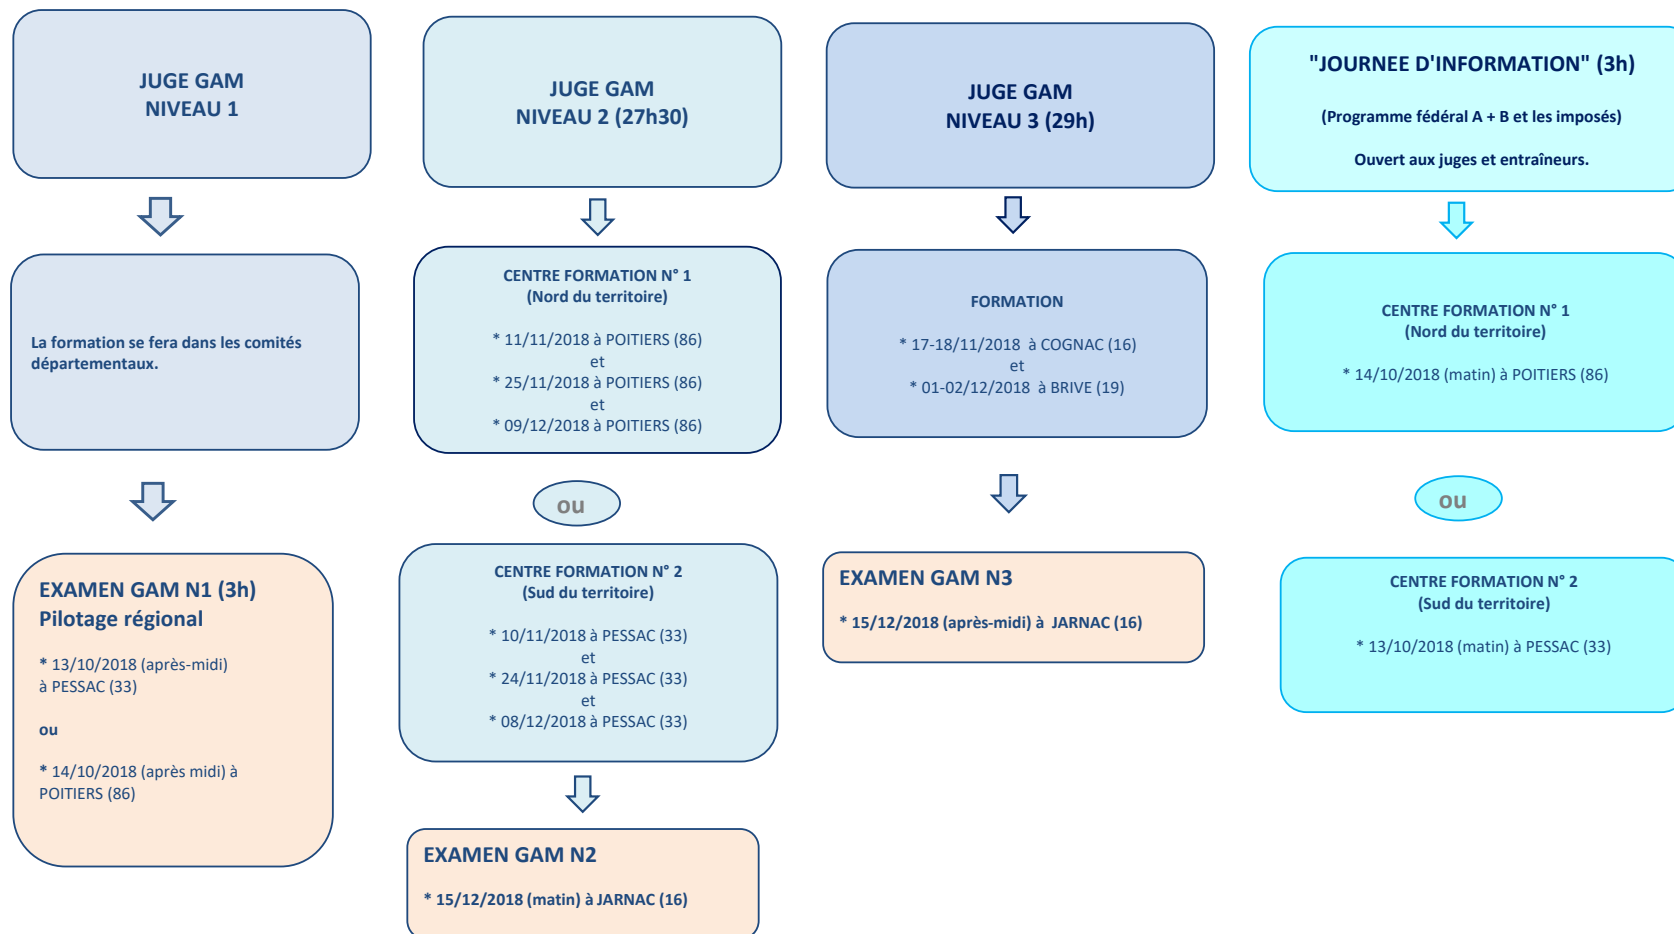 JUGE GAM
NIVEAU 1
La formation se fera dans les comités
départementaux.
EXAMEN GAM N1 (3h)
Pilotage régional
* 13/10/2018 (après-midi)
à PESSAC (33)
ou
* 14/10/2018 (après midi) à
POITIERS (86)
JUGE GAM
NIVEAU 2 (27h30)
CENTRE FORMATION N° 1
(Nord du territoire)
* 11/11/2018 à POITIERS (86)
et
* 25/11/2018 à POITIERS (86)
et
* 09/12/2018 à POITIERS (86)
ou
CENTRE FORMATION N° 2
(Sud du territoire)
* 10/11/2018 à PESSAC (33)
et
* 24/11/2018 à PESSAC (33)
et
* 08/12/2018 à PESSAC (33)
EXAMEN GAM N2
* 15/12/2018 (matin) à JARNAC (16)
JUGE GAM
NIVEAU 3 (29h)
FORMATION
* 17-18/11/2018 à COGNAC (16)
et
* 01-02/12/2018 à BRIVE (19)
EXAMEN GAM N3
* 15/12/2018 (après-midi) à JARNAC (16)
"JOURNEE D'INFORMATION" (3h)
(Programme fédéral A + B et les imposés)
Ouvert aux juges et entraîneurs.
CENTRE FORMATION N° 1
(Nord du territoire)
* 14/10/2018 (matin) à POITIERS (86)
ou
CENTRE FORMATION N° 2
(Sud du territoire)
* 13/10/2018 (matin) à PESSAC (33)